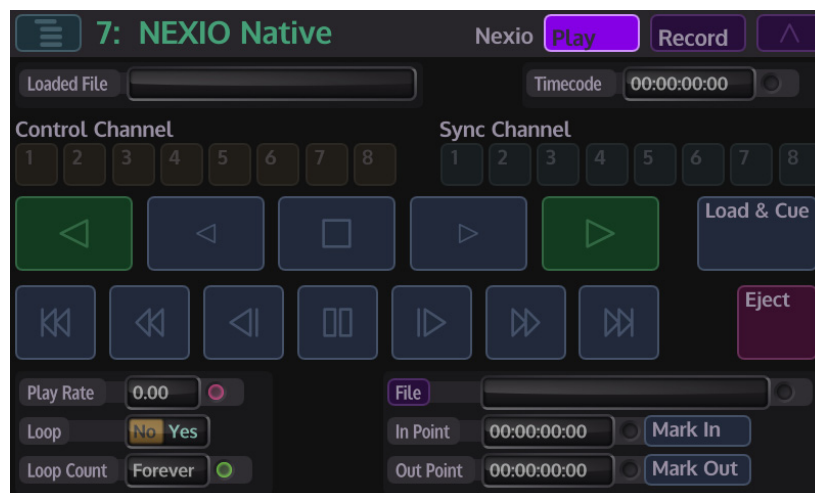 7: NEXIO Native Nexio Play Record
Loaded File Timecode 00:00:00:00
Control Channel Sync Channel
1 2 3 4 5 6 7 8 1 2 3 4 5 6 7 8
Load & Cue
Eject
Play Rate 0.00 File
Loop No Yes In Point 00:00:00:00 Mark In
Loop Count Forever Out Point 00:00:00:00 Mark Out